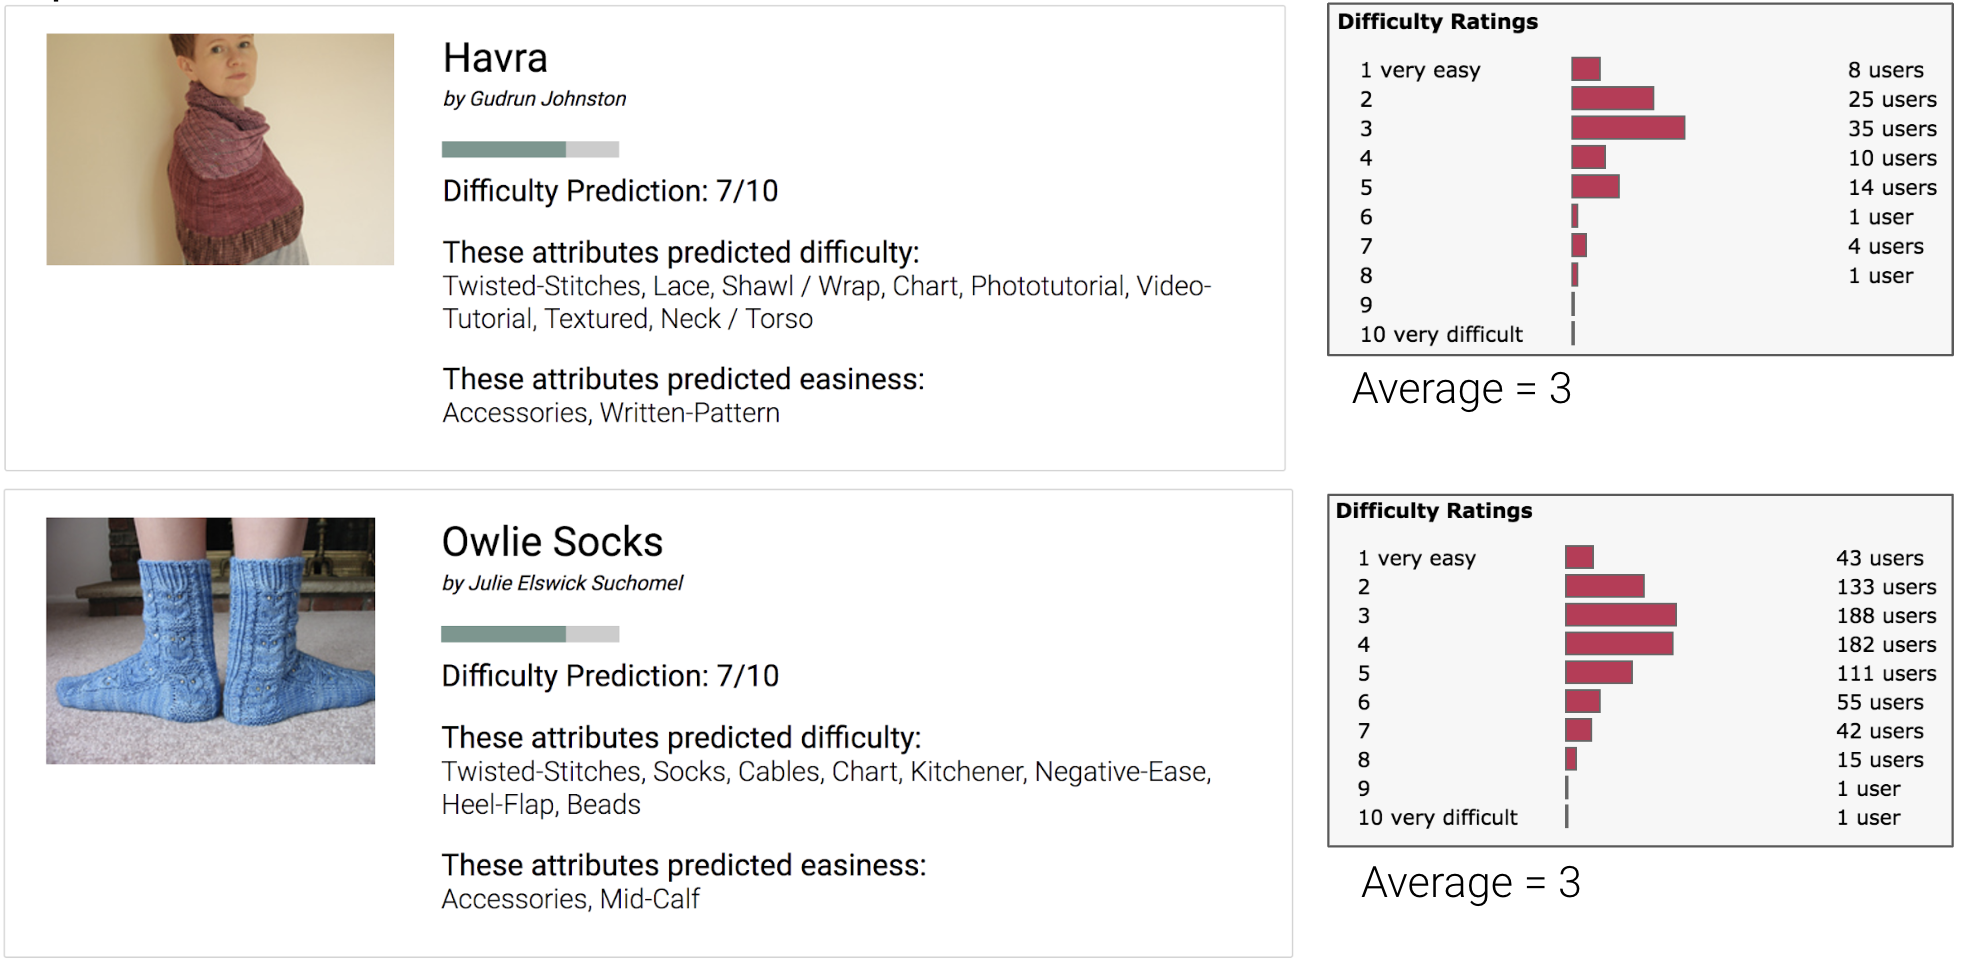 Havra
by Gudrun Johnston
Difficulty Prediction: 7/10
These attributes predicted difficulty:
Twisted-Stitches, Lace, Shawl / Wrap, Chart, Phototutorial, Video-
Tutorial, Textured, Neck / Torso
These attributes predicted easiness:
Accessories, Written-Pattern
Difficulty Ratings
1 very easy 8 users
2 25 users
3 35 users
4 10 users
5 14 users
6 1 user
7 4 users
8 1 user
9
10 very difficult
Average = 3
Owlie Socks
by Julie Elswick Suchomel
Difficulty Prediction: 7/10
These attributes predicted difficulty:
Twisted-Stitches, Socks, Cables, Chart, Kitchener, Negative-Ease,
Heel-Flap, Beads
These attributes predicted easiness:
Accessories, Mid-Calf
Difficulty Ratings
1 very easy 43 users
2 133 users
3 188 users
4 182 users
5 111 users
6 55 users
7 42 users
8 15 users
9 1 user
10 very difficult 1 user
Average = 3